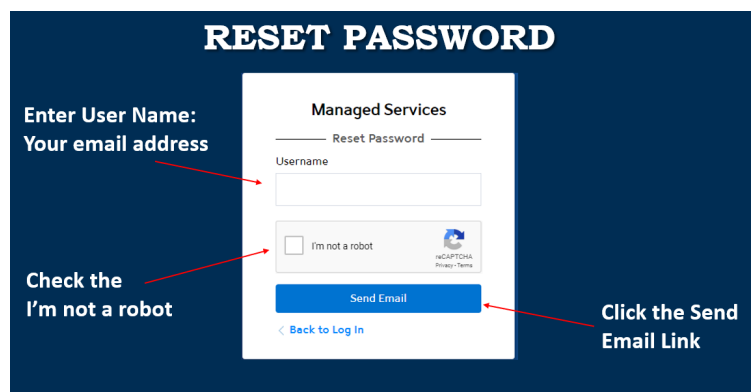 RESET PASSWORD
Managed Services
Reset Password
Enter User Name:
Your email address
Username
I'm not a robot
reCAPTCHA
Privacy - Terms
Check the
I'm not a robot
Send Email
Click the Send
Email Link
Back to Log In